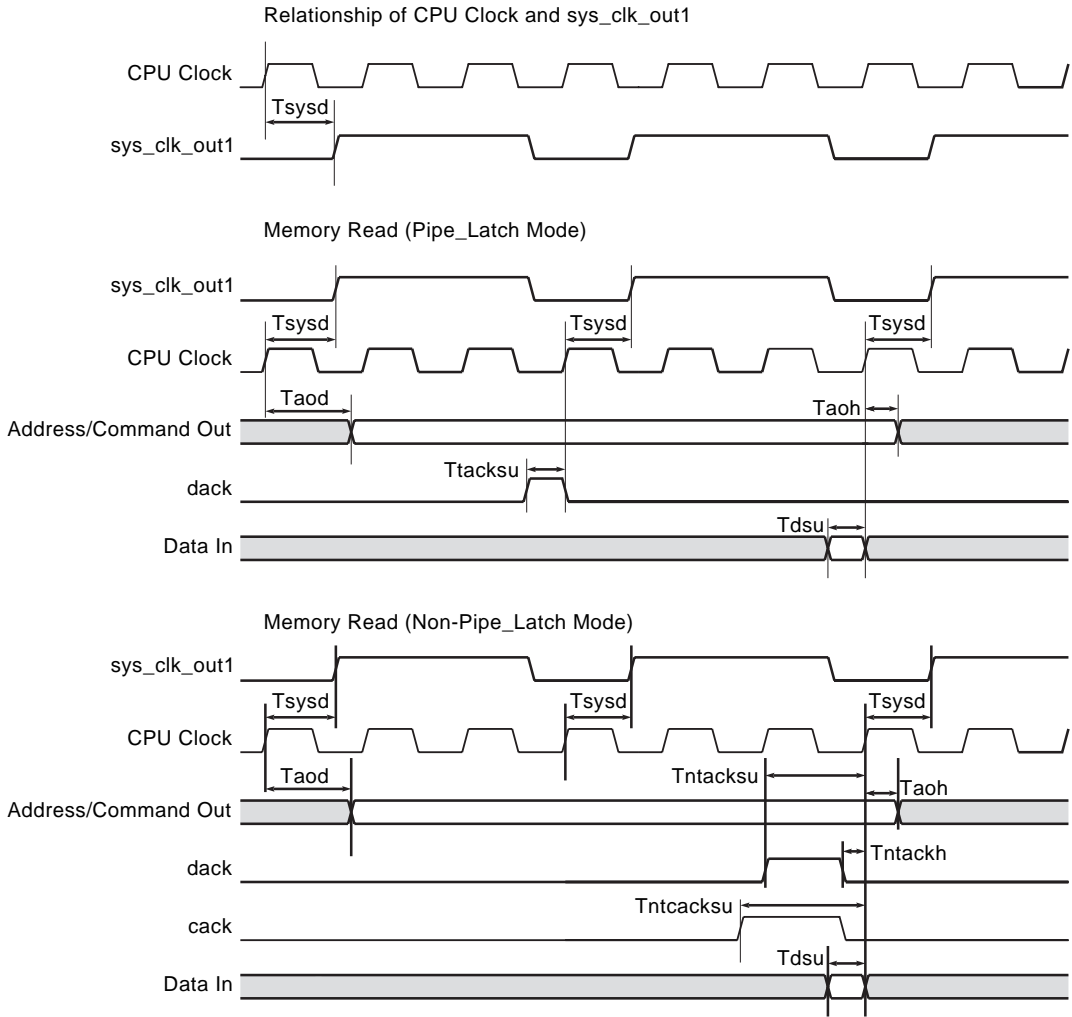 Relationship of CPU Clock and sys_clk_out1
CPU Clock
Tsysd
sys_clk_out1
Memory Read (Pipe_Latch Mode)
sys_clk_out1
Tsysd Tsysd Tsysd
CPU Clock
Taod Taoh
Address/Command Out
Ttacksu
dack
Tdsu
Data In
Memory Read (Non-Pipe_Latch Mode)
sys_clk_out1
Tsysd Tsysd Tsysd
CPU Clock
Taod Tntacksu Taoh
Address/Command Out
Tntackh
dack
Tntcacksu
cack
Tdsu
Data In